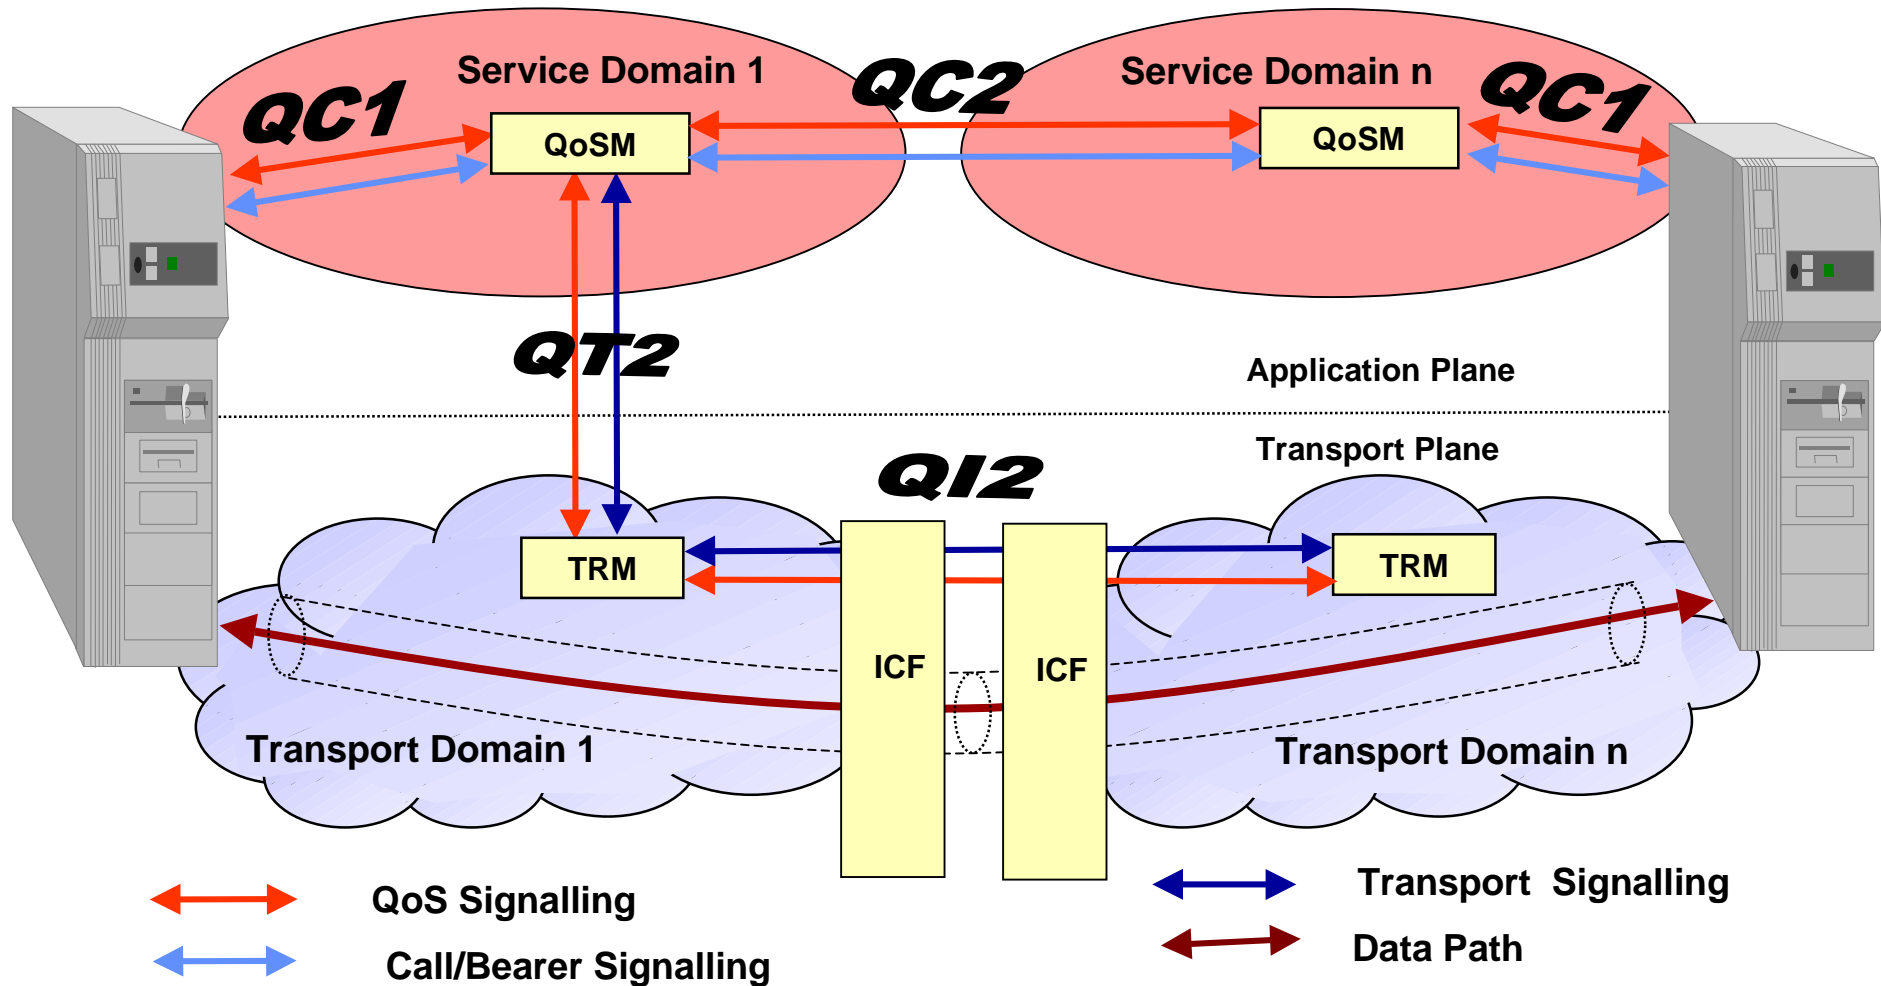 Service Domain 1
QC2
Service Domain n
QC1
QC1
QoSM
QoSM
QT2
Application Plane
Transport Plane
QI2
TRM
TRM
ICF
ICF
Transport Domain 1
Transport Domain n
QoS Signalling
Transport Signalling
Call/Bearer Signalling
Data Path